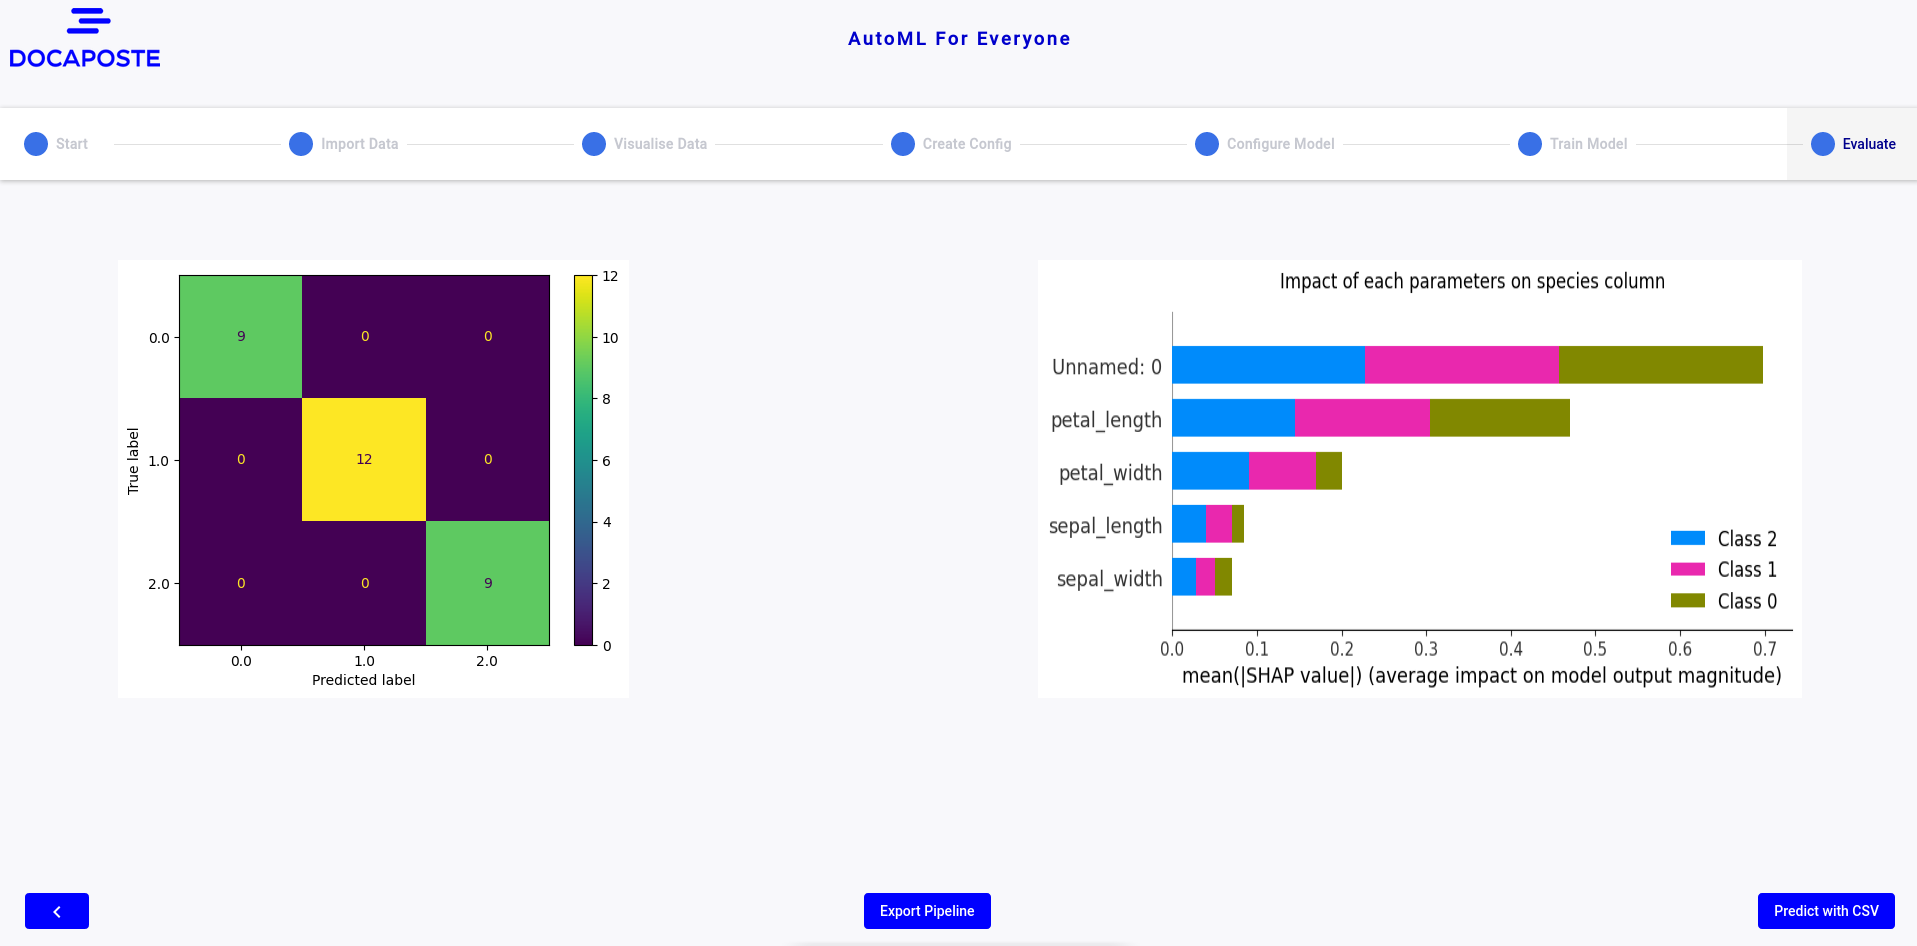 DOCAPOSTE
AutoML For Everyone
Start
Import Data
Visualise Data
Create Config
Configure Model
Train Model
Evaluate
9 0 0
0 12 0
0 0 9
0.0
1.0
2.0
True label
0.0 1.0 2.0
Predicted label
12
10
8
6
4
2
0
Impact of each parameters on species column
Unnamed: 0
petal_length
petal_width
sepal_length
sepal_width
Class 2
Class 1
Class 0
0.0 0.1 0.2 0.3 0.4 0.5 0.6 0.7
mean(|SHAP value|) (average impact on model output magnitude)
Export Pipeline
Predict with CSV